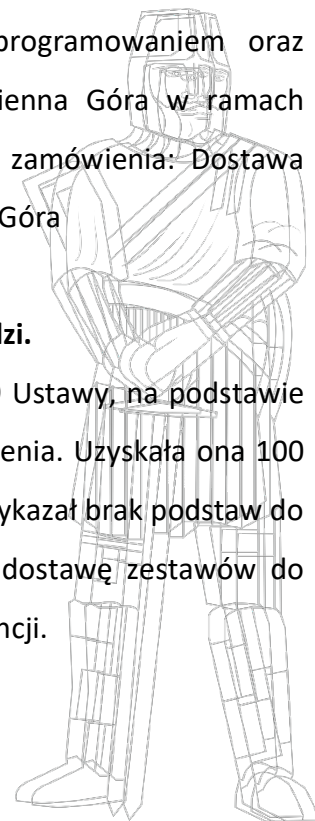 programowaniem oraz
ienna Góra w ramach
zamówienia: Dostawa
Góra
dzi.
Ustawy, na podstawie
enia. Uzyskała ona 100
ykazał brak podstaw do
dostawę zestawów do
ncji.